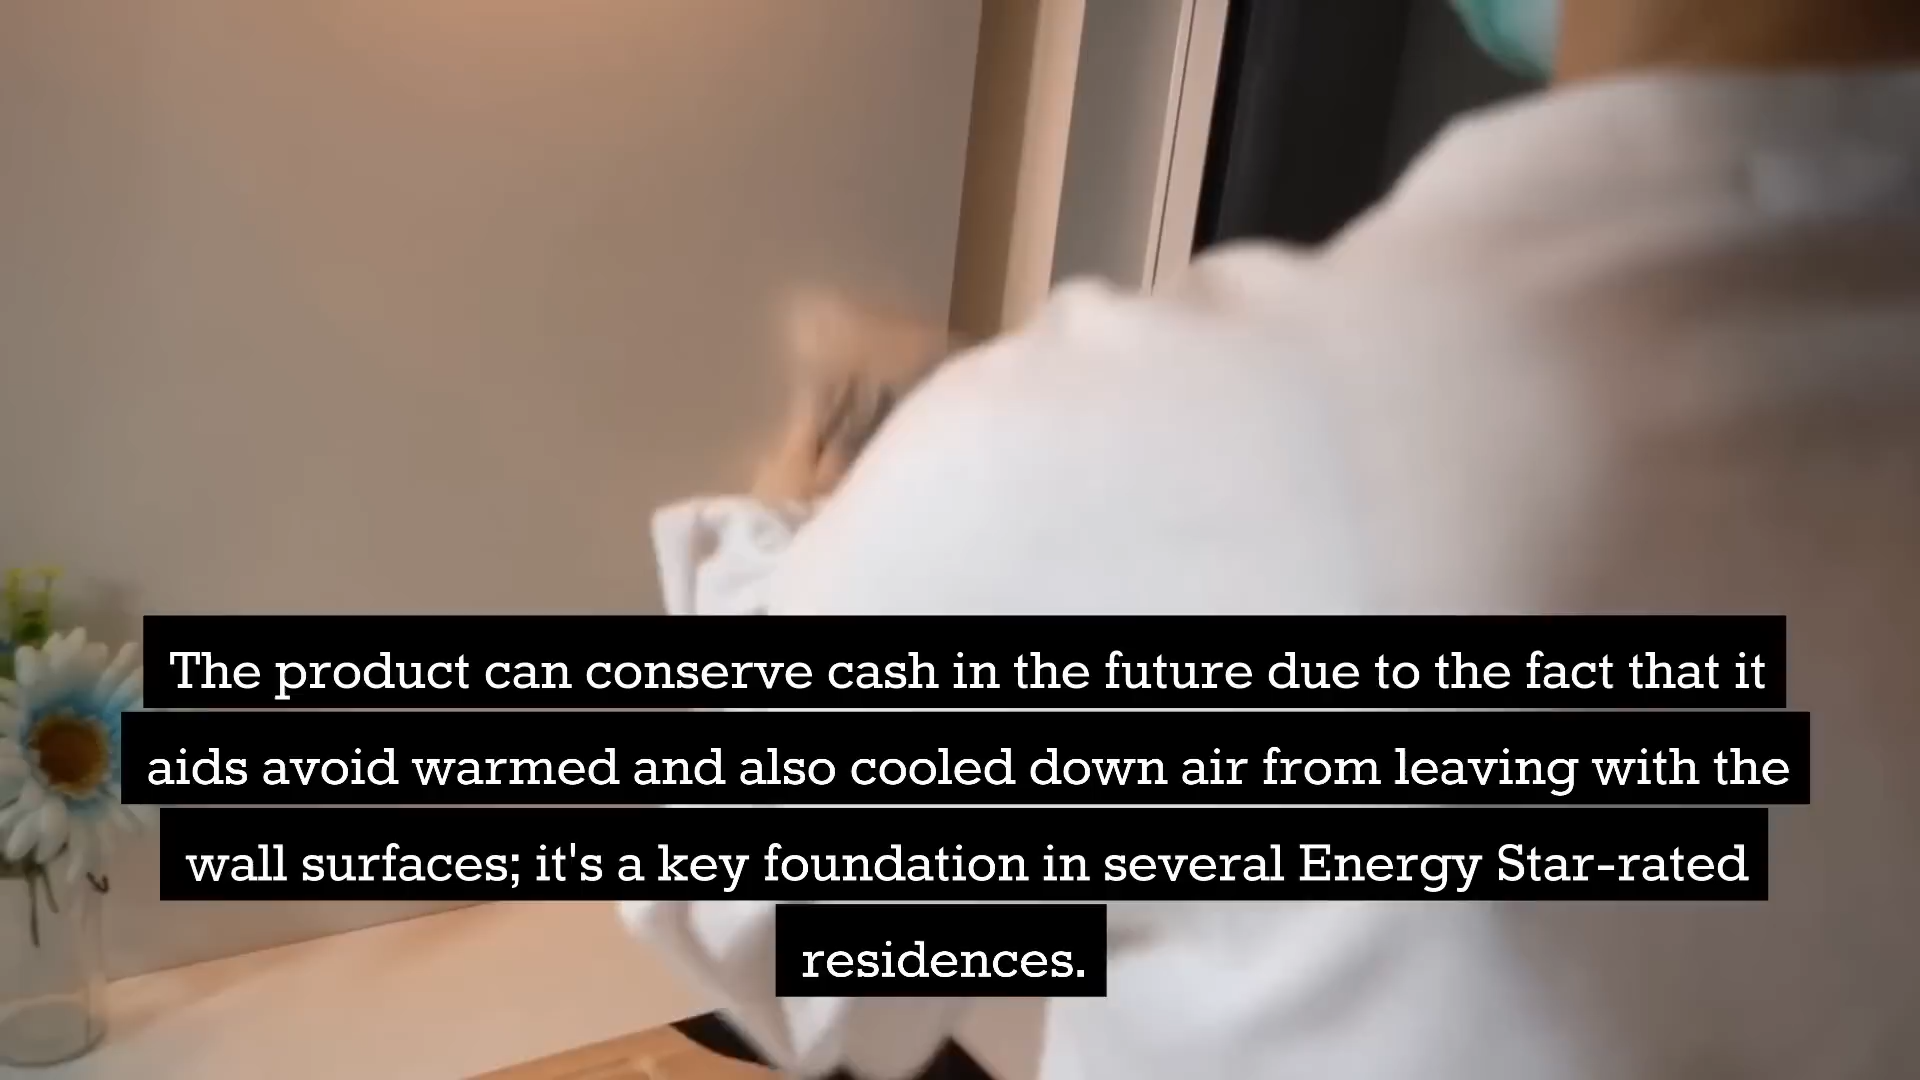 The product can conserve cash in the future due to the fact that it
aids avoid warmed and also cooled down air from leaving with the
wall surfaces; it's a key foundation in several Energy Star-rated
residences.